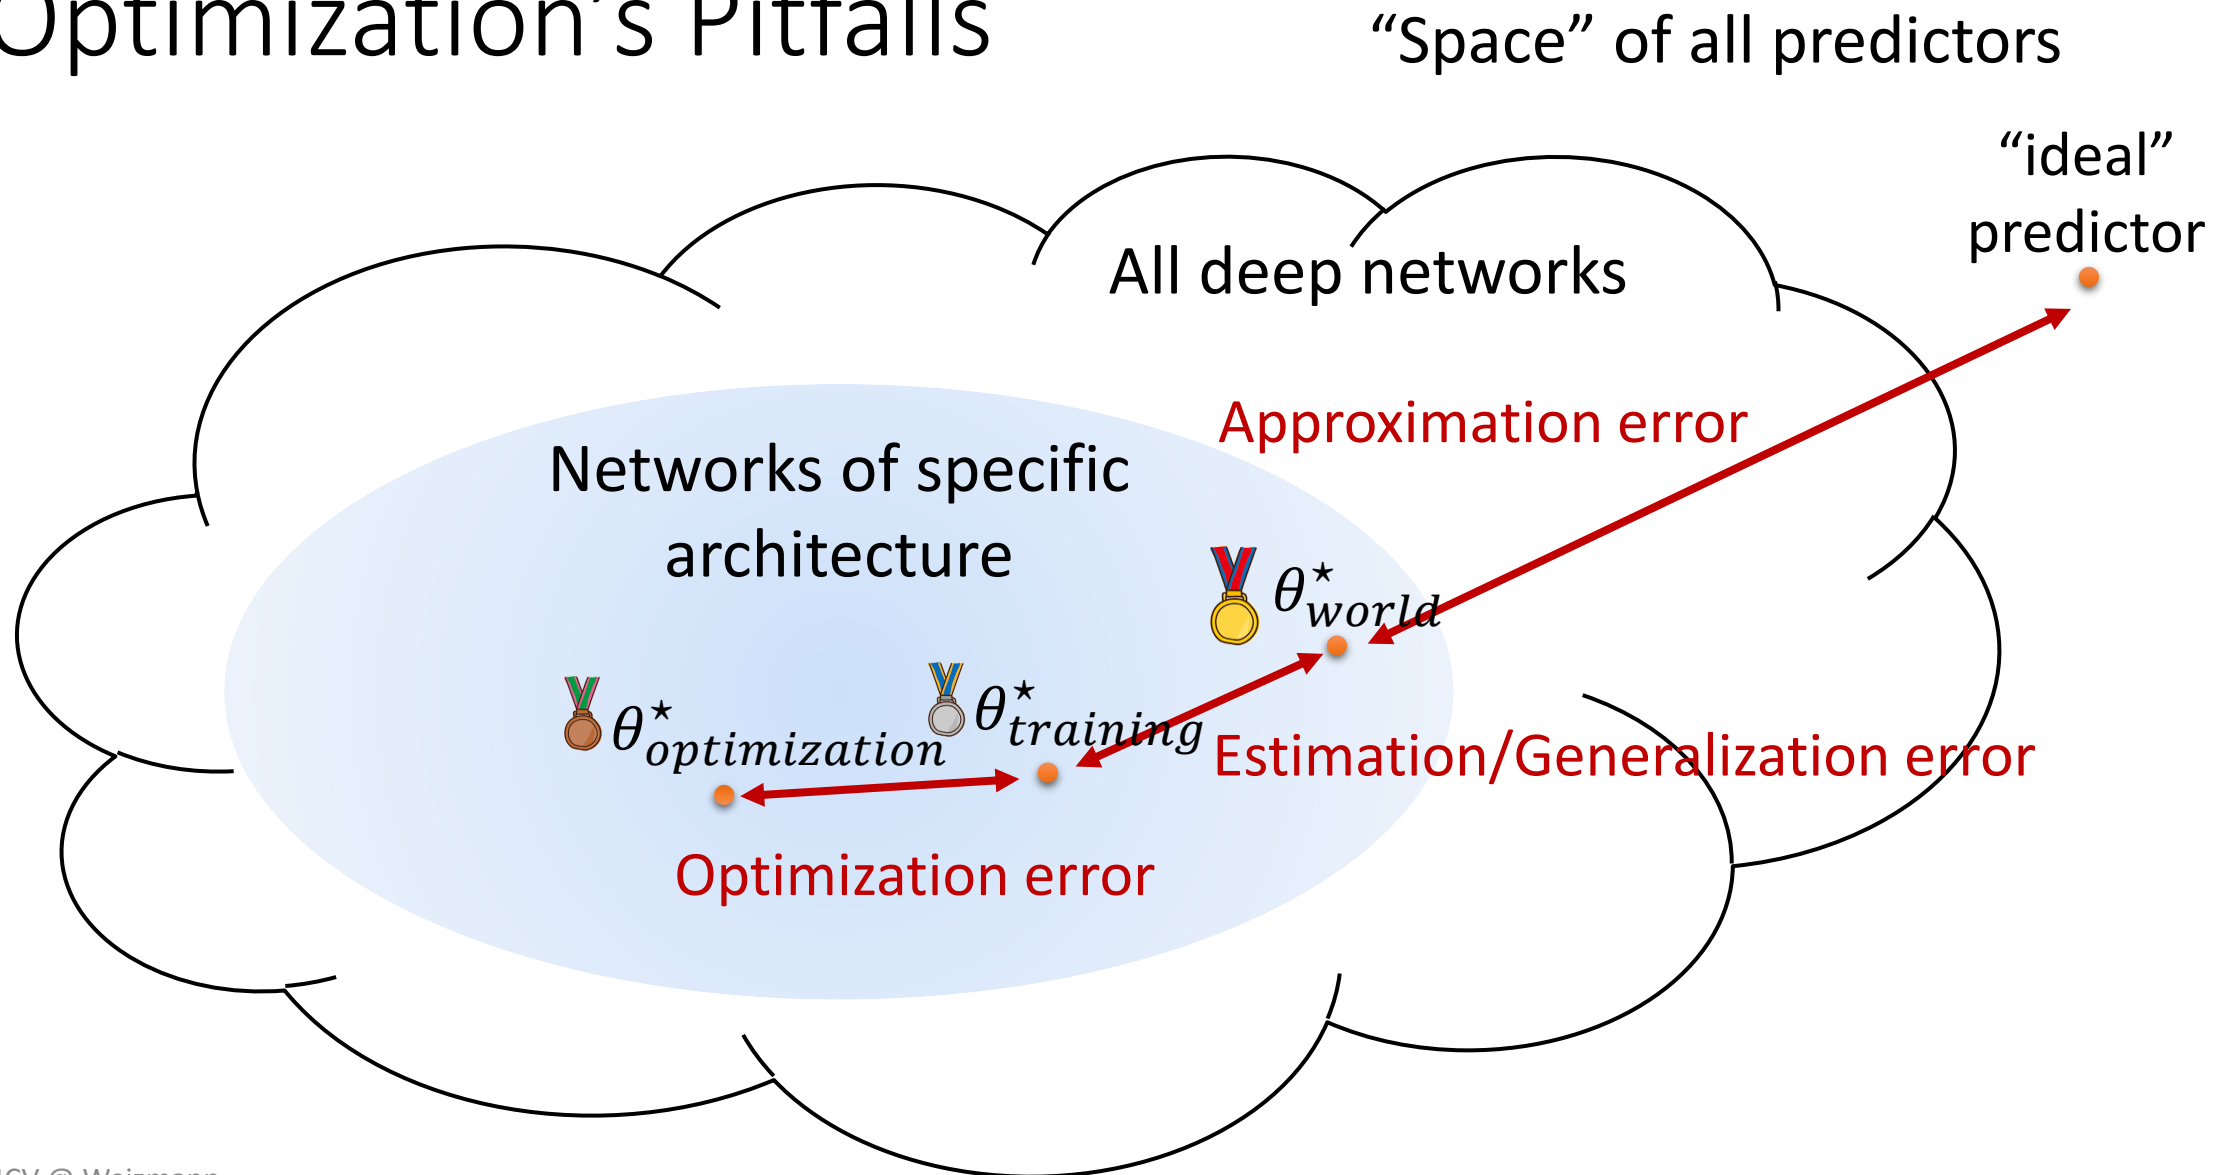 Optimization's Pitfalls
“Space” of all predictors
“ideal”
predictor
All deep networks
Approximation error
Networks of specific
architecture
θ⋆world
θ⋆training
θ⋆optimization
Estimation/Generalization error
Optimization error
@ Weizmann